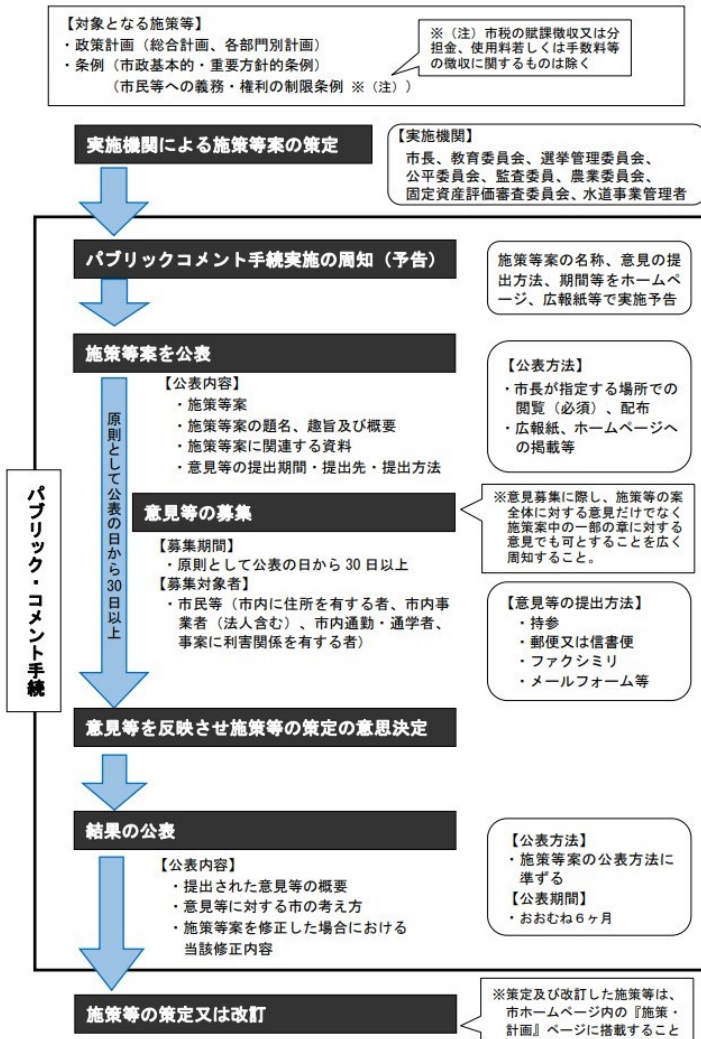 【対象となる施策等】
・政策計画（総合計画、各部門別計画）
・条例（市政基本的・重要方針的条例）
（市民等への義務・権利の制限条例 ※（注））
※（注）市税の賦課徴収又は分
担金、使用料若しくは手数料等
の徴収に関するものは除く
実施機関による施策等案の策定
【実施機関】
市長、教育委員会、選挙管理委員会、
公平委員会、監査委員、農業委員会、
固定資産評価審査委員会、水道事業管理者
パブリック・コメント手続
パブリックコメント手続実施の周知（予告）
施策等案の名称、意見の提
出方法、期間等をホームペ
ージ、広報紙等で実施予告
施策等案を公表
原則として公表の日から30日以上
【公表内容】
・施策等案
・施策等案の題名、趣旨及び概要
・施策等案に関連する資料
・意見等の提出期間・提出先・提出方法
【公表方法】
・市長が指定する場所での
閲覧（必須）、配布
・広報紙、ホームページへ
の掲載等
意見等の募集
【募集期間】
・原則として公表の日から 30 日以上
【募集対象者】
・市民等（市内に住所を有する者、市内事
業者（法人含む）、市内通勤・通学者、
事案に利害関係を有する者）
※意見募集に際し、施策等の案
全体に対する意見だけでなく
施策案中の一部の章に対する
意見でも可とすることを広く
周知すること。
【意見等の提出方法】
・持参
・郵便又は信書便
・ファクシミリ
・メールフォーム等
意見等を反映させ施策等の策定の意思決定
結果の公表
【公表内容】
・提出された意見等の概要
・意見等に対する市の考え方
・施策等案を修正した場合における
当該修正内容
【公表方法】
・施策等案の公表方法に
準ずる
【公表期間】
・おおむね６ヶ月
施策等の策定又は改訂
※策定及び改訂した施策等は、
市ホームページ内の『施策・
計画』ページに搭載すること